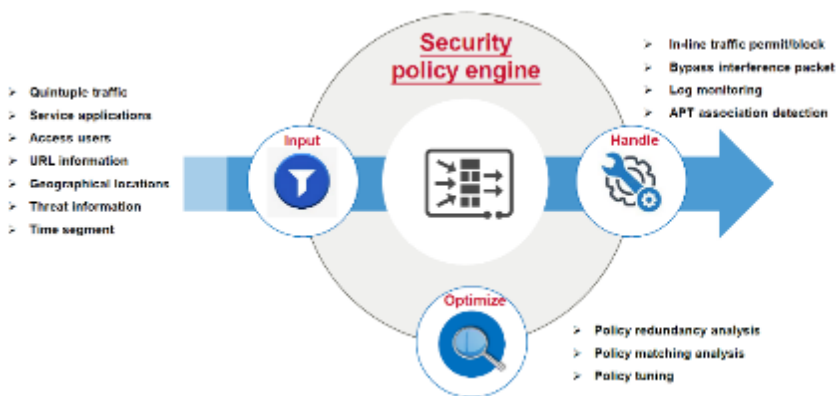 Security
policy engine
➢ Quintuple traffic
➢ Service applications
➢ Access users
➢ URL information
➢ Geographical locations
➢ Threat information
➢ Time segment
Input
Handle
➢ In-line traffic permit/block
➢ Bypass interference packet
➢ Log monitoring
➢ APT association detection
Optimize
➢ Policy redundancy analysis
➢ Policy matching analysis
➢ Policy tuning